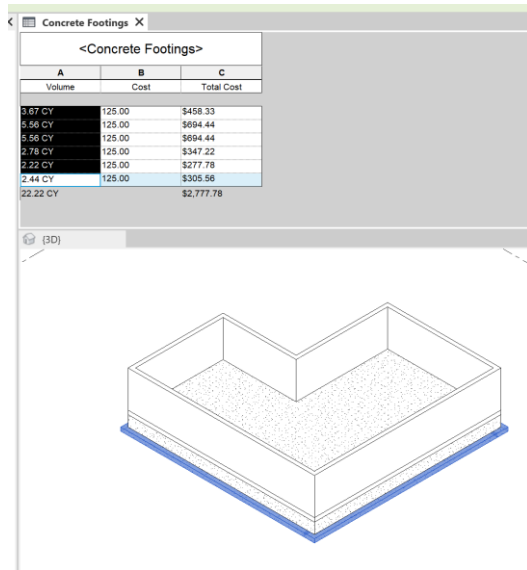 Concrete Footings X
<Concrete Footings>
A B C
Volume Cost Total Cost
3.67 CY 125.00 $458.33
5.56 CY 125.00 $694.44
5.56 CY 125.00 $694.44
2.78 CY 125.00 $347.22
2.22 CY 125.00 $277.78
2.44 CY 125.00 $305.56
22.22 CY $2,777.78
{3D}